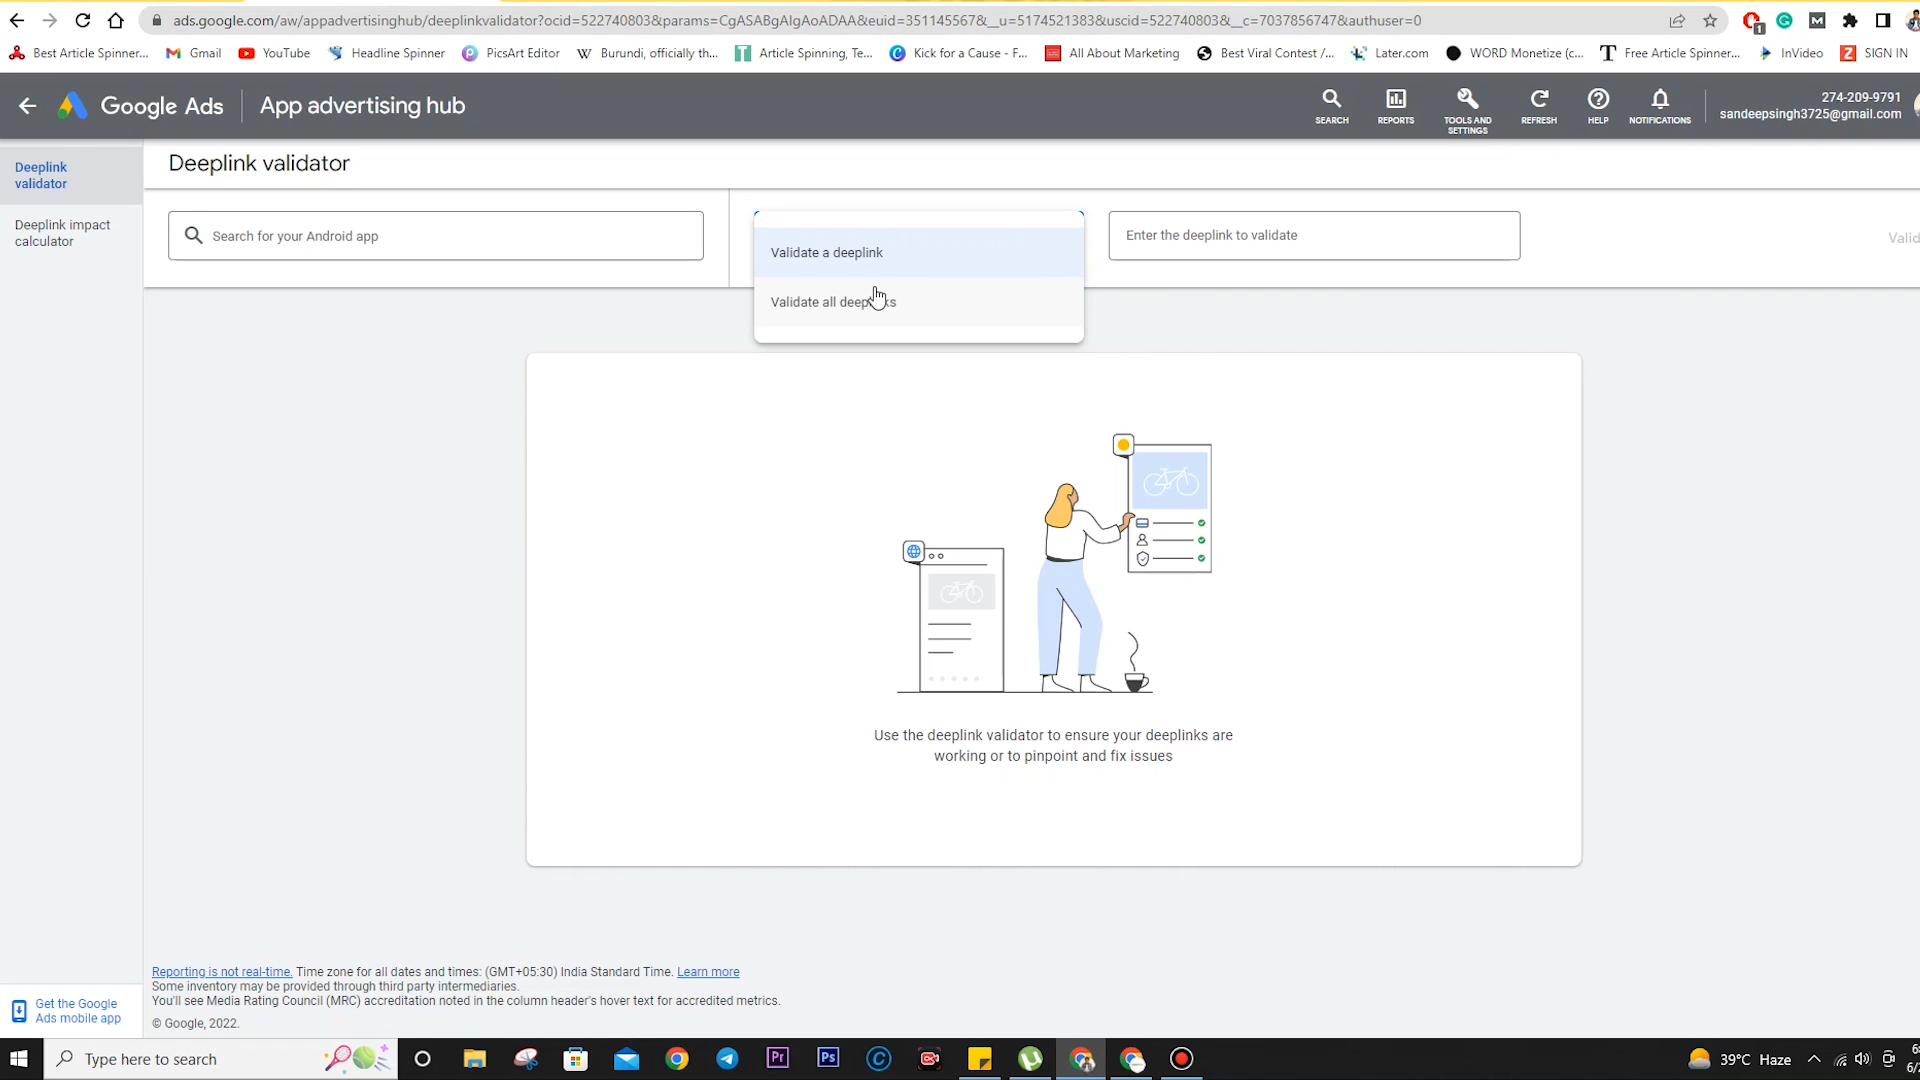 ads.google.com/aw/appadvertisinghub/deeplinkvalidator?ocid=522740803&params=CgASABgAIgAoADAA&euid=351145567&__u=5174521383&uscid=522740803&__c=7037856747&authuser=0
Best Article Spinner... Gmail YouTube Headline Spinner PicsArt Editor Burundi, officially th... Article Spinning, Te... Kick for a Cause - F... All About Marketing Best Viral Contest /... Later.com WORD Monetize (c... Free Article Spinner... InVideo SIGN IN
Google Ads App advertising hub
SEARCH REPORTS TOOLS AND SETTINGS REFRESH HELP NOTIFICATIONS
274-209-9791
sandeepsingh3725@gmail.com
Deeplink validator
Deeplink impact calculator
Deeplink validator
Search for your Android app
Validate a deeplink
Validate all deeplinks
Enter the deeplink to validate
Valid
Use the deeplink validator to ensure your deeplinks are
working or to pinpoint and fix issues
Reporting is not real-time. Time zone for all dates and times: (GMT+05:30) India Standard Time. Learn more
Some inventory may be provided through third party intermediaries.
You'll see Media Rating Council (MRC) accreditation noted in the column header's hover text for accredited metrics.
© Google, 2022.
Get the Google
Ads mobile app
Type here to search
Pr
Ps
39°C Haze